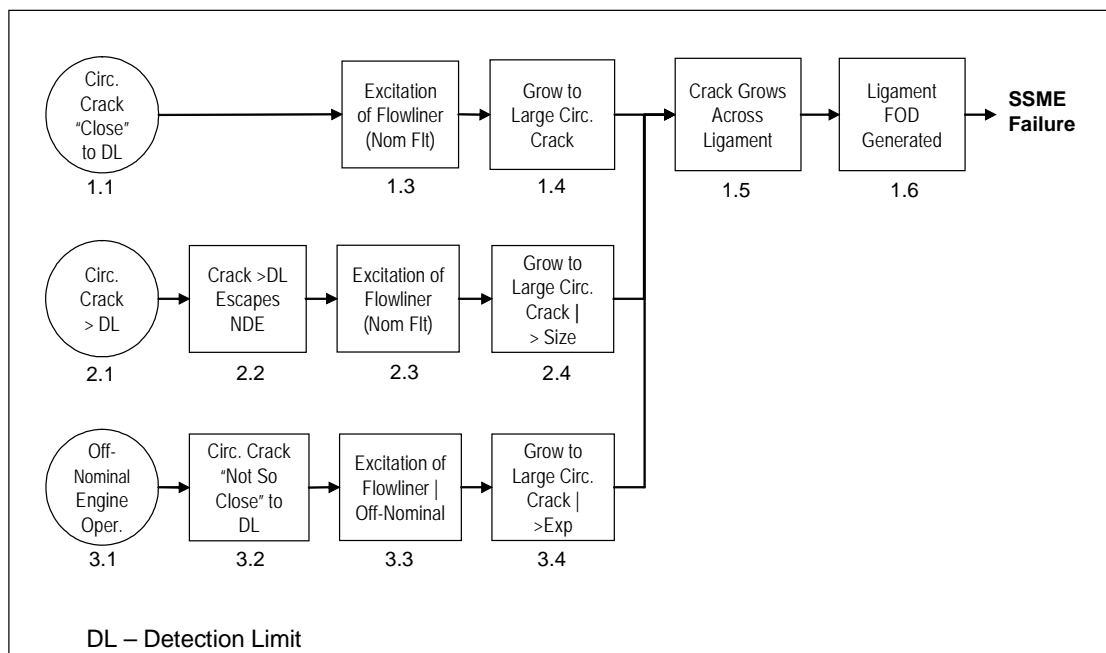 Circ.
Crack
"Close"
to DL
1.1
Excitation
of Flowliner
(Nom Flt)
1.3
Grow to
Large Circ.
Crack
1.4
Crack Grows
Across
Ligament
1.5
Ligament
FOD
Generated
1.6
SSME
Failure
Circ.
Crack
> DL
2.1
Crack >DL
Escapes
NDE
2.2
Excitation of
Flowliner
(Nom Flt)
2.3
Grow to
Large Circ.
Crack |
> Size
2.4
Off-
Nominal
Engine
Oper.
3.1
Circ. Crack
"Not So
Close" to
DL
3.2
Excitation of
Flowliner |
Off-Nominal
3.3
Grow to
Large Circ.
Crack |
>Exp
3.4
DL – Detection Limit